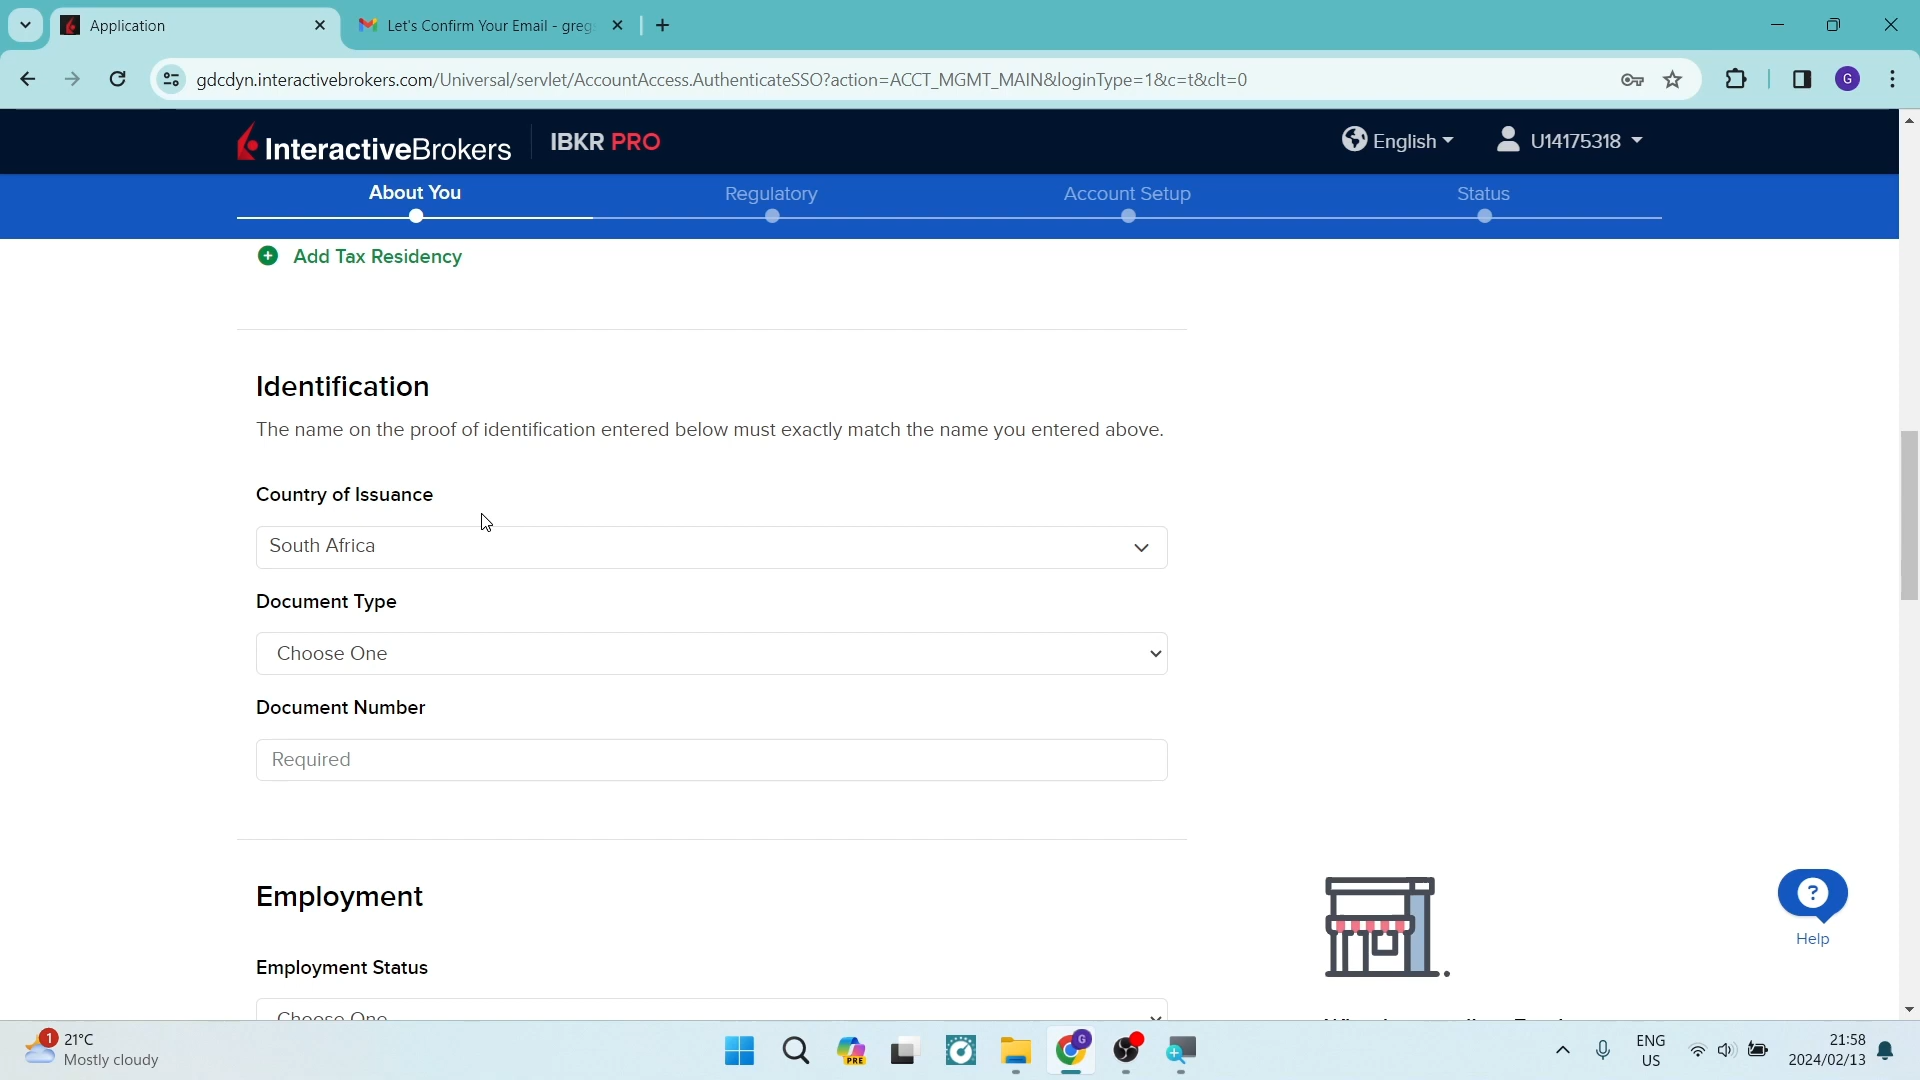 Application
Let's Confirm Your Email - greg
gdcdyn.interactivebrokers.com/Universal/servlet/AccountAccess.AuthenticateSSO?action=ACCT_MGMT_MAIN&loginType=1&c=t&clt=0
G
InteractiveBrokers
IBKR PRO
English
U14175318
About You
Regulatory
Account Setup
Status
Add Tax Residency
Identification
The name on the proof of identification entered below must exactly match the name you entered above.
Country of Issuance
South Africa
Document Type
Choose One
Document Number
Required
Employment
Employment Status
Choose One
?
Help
1
21°C
Mostly cloudy
PRE
G
ENG
US
21:58
2024/02/13